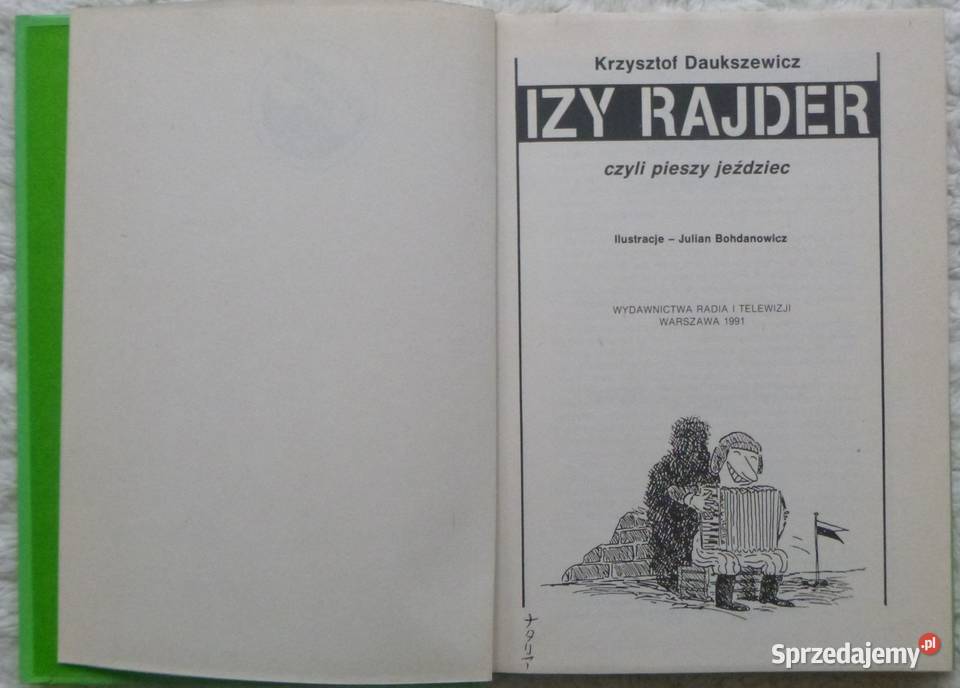 Krzysztof Daukszewicz
IZY RAJDER
czyli pieszy jeździec
Ilustracje – Julian Bohdanowicz
WYDAWNICTWA RADIA I TELEWIZJI
WARSZAWA 1991
Sprzedajemy.pl